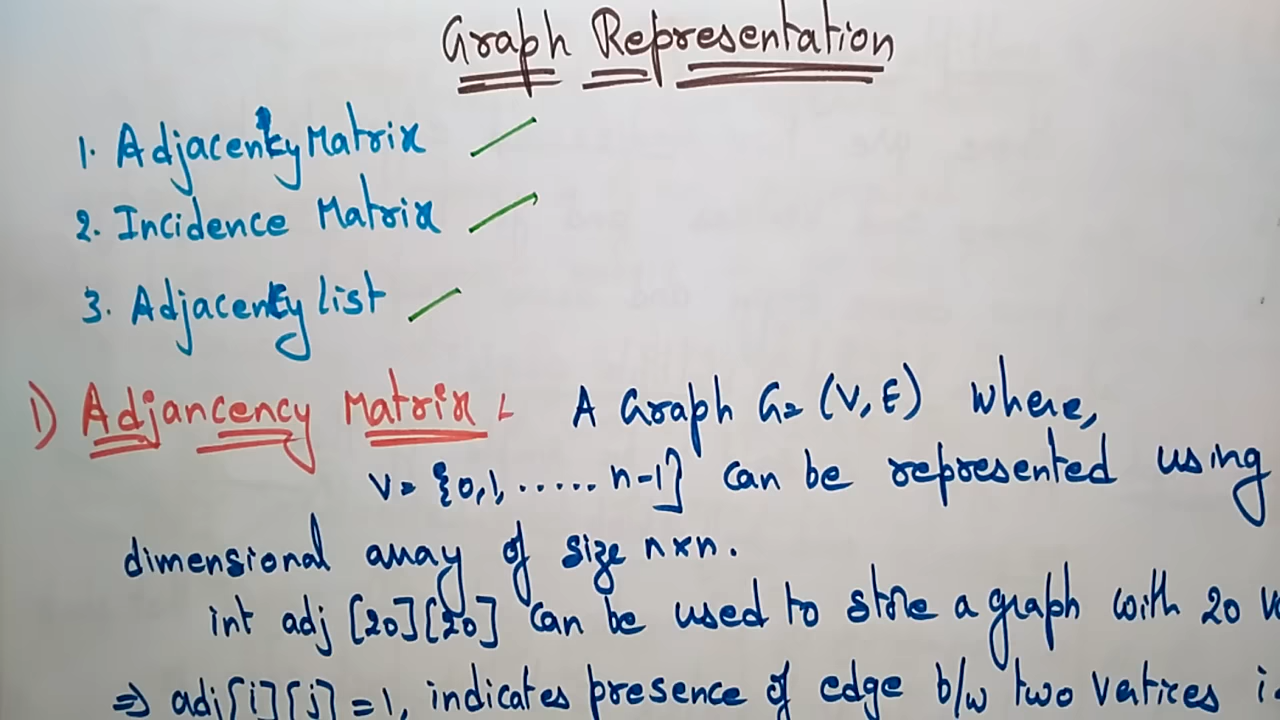 Graph Representation
1. Adjacency Matrix
2. Incidence Matrix
3. Adjacency list
1) Adjancency Matrix :- A Graph G= (V, E) where,
V= {0,1, ..... n-1} can be represented using
dimensional array of size n×n.
int adj [20][20] can be used to store a graph with 20
⇒ adj[i][j] = 1, indicates presence of edge b/w two vertices